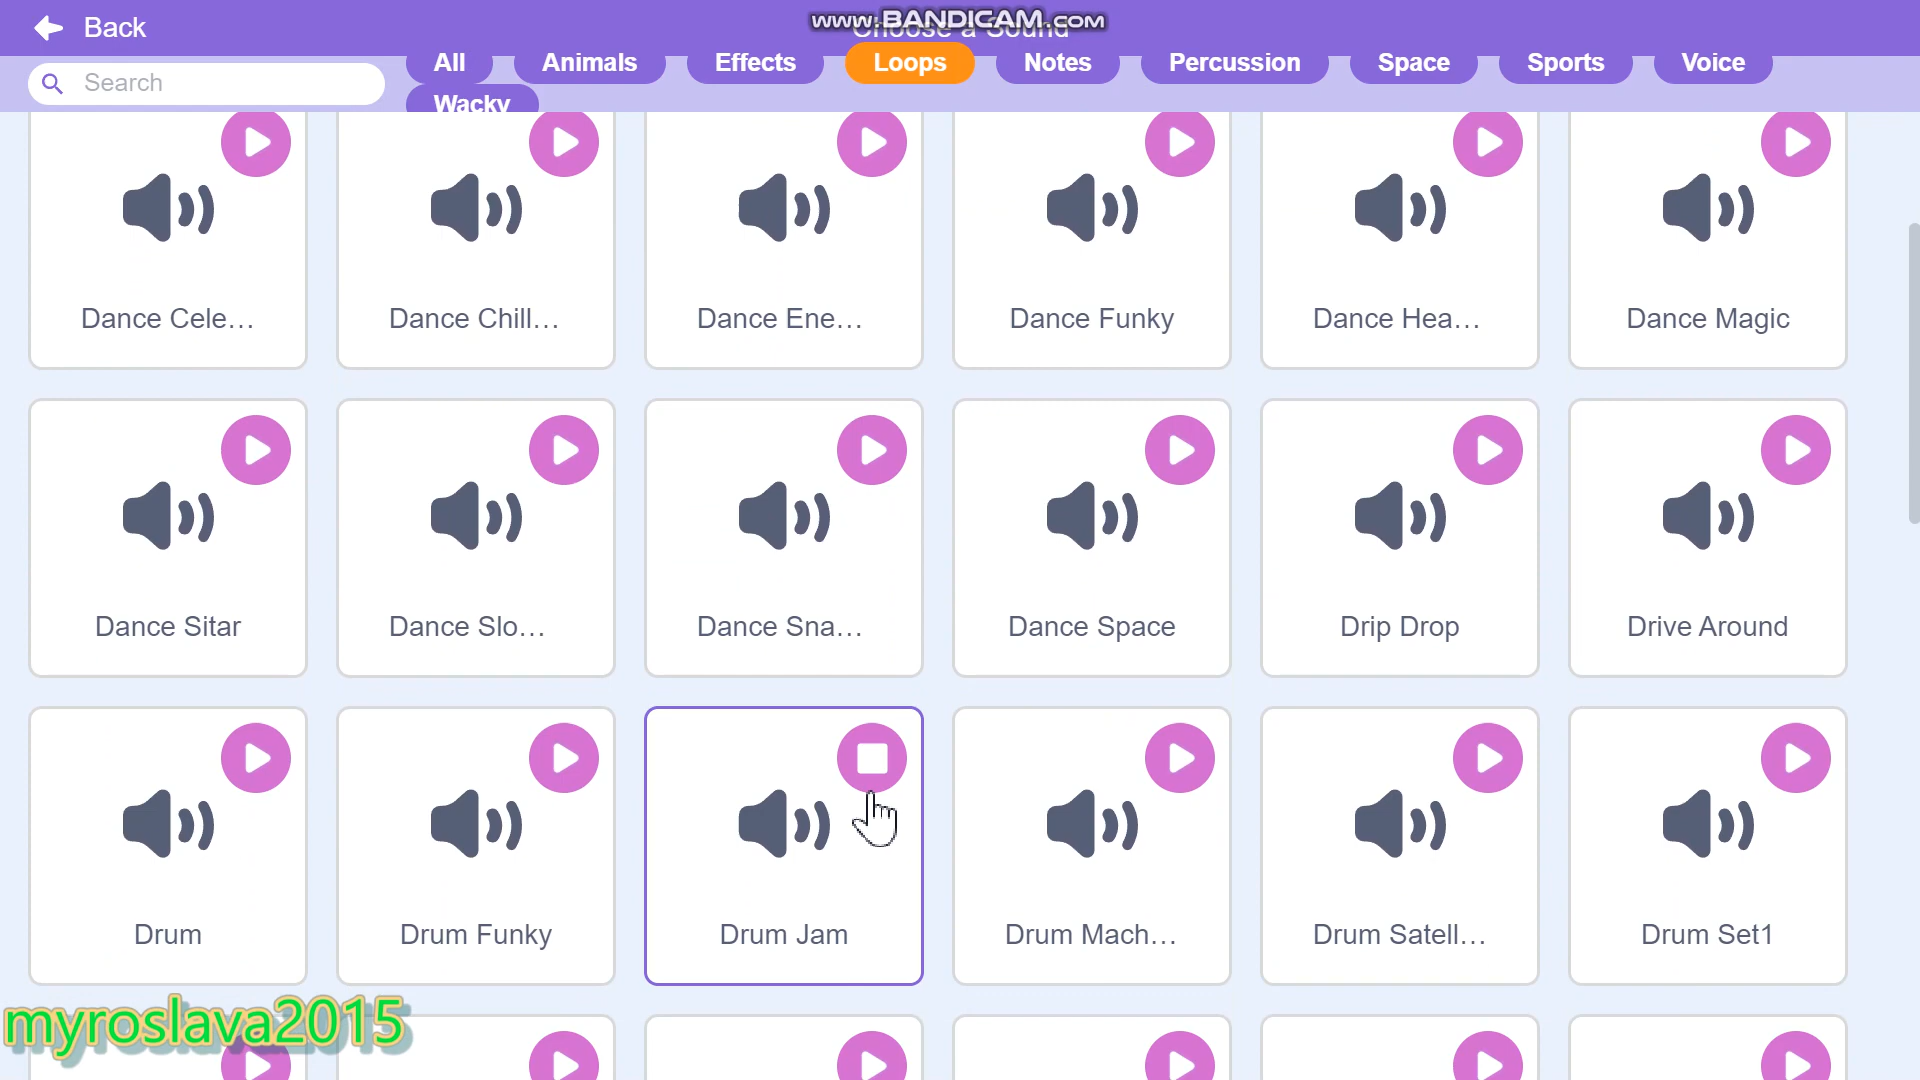 www.BANDICAM.com
Back
Choose a Sound
Search
All Animals Effects Loops Notes Percussion Space Sports Voice
Wacky
Dance Cele... Dance Chill... Dance Ene... Dance Funky Dance Hea... Dance Magic
Dance Sitar Dance Slo... Dance Sna... Dance Space Drip Drop Drive Around
Drum Drum Funky Drum Jam Drum Mach... Drum Satell... Drum Set1
myroslava2015